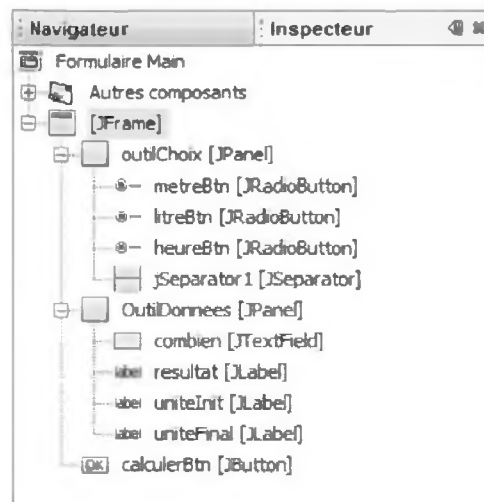 Navigateur Inspecteur
Formulaire Main
Autres composants
[JFrame]
outilChoix [JPanel]
metreBtn [JRadioButton]
litreBtn [JRadioButton]
heureBtn [JRadioButton]
jSeparator1 [JSeparator]
OutilDonnees [JPanel]
combien [JTextField]
label resultat [JLabel]
label uniteInit [JLabel]
label uniteFinal [JLabel]
OK calculerBtn [JButton]